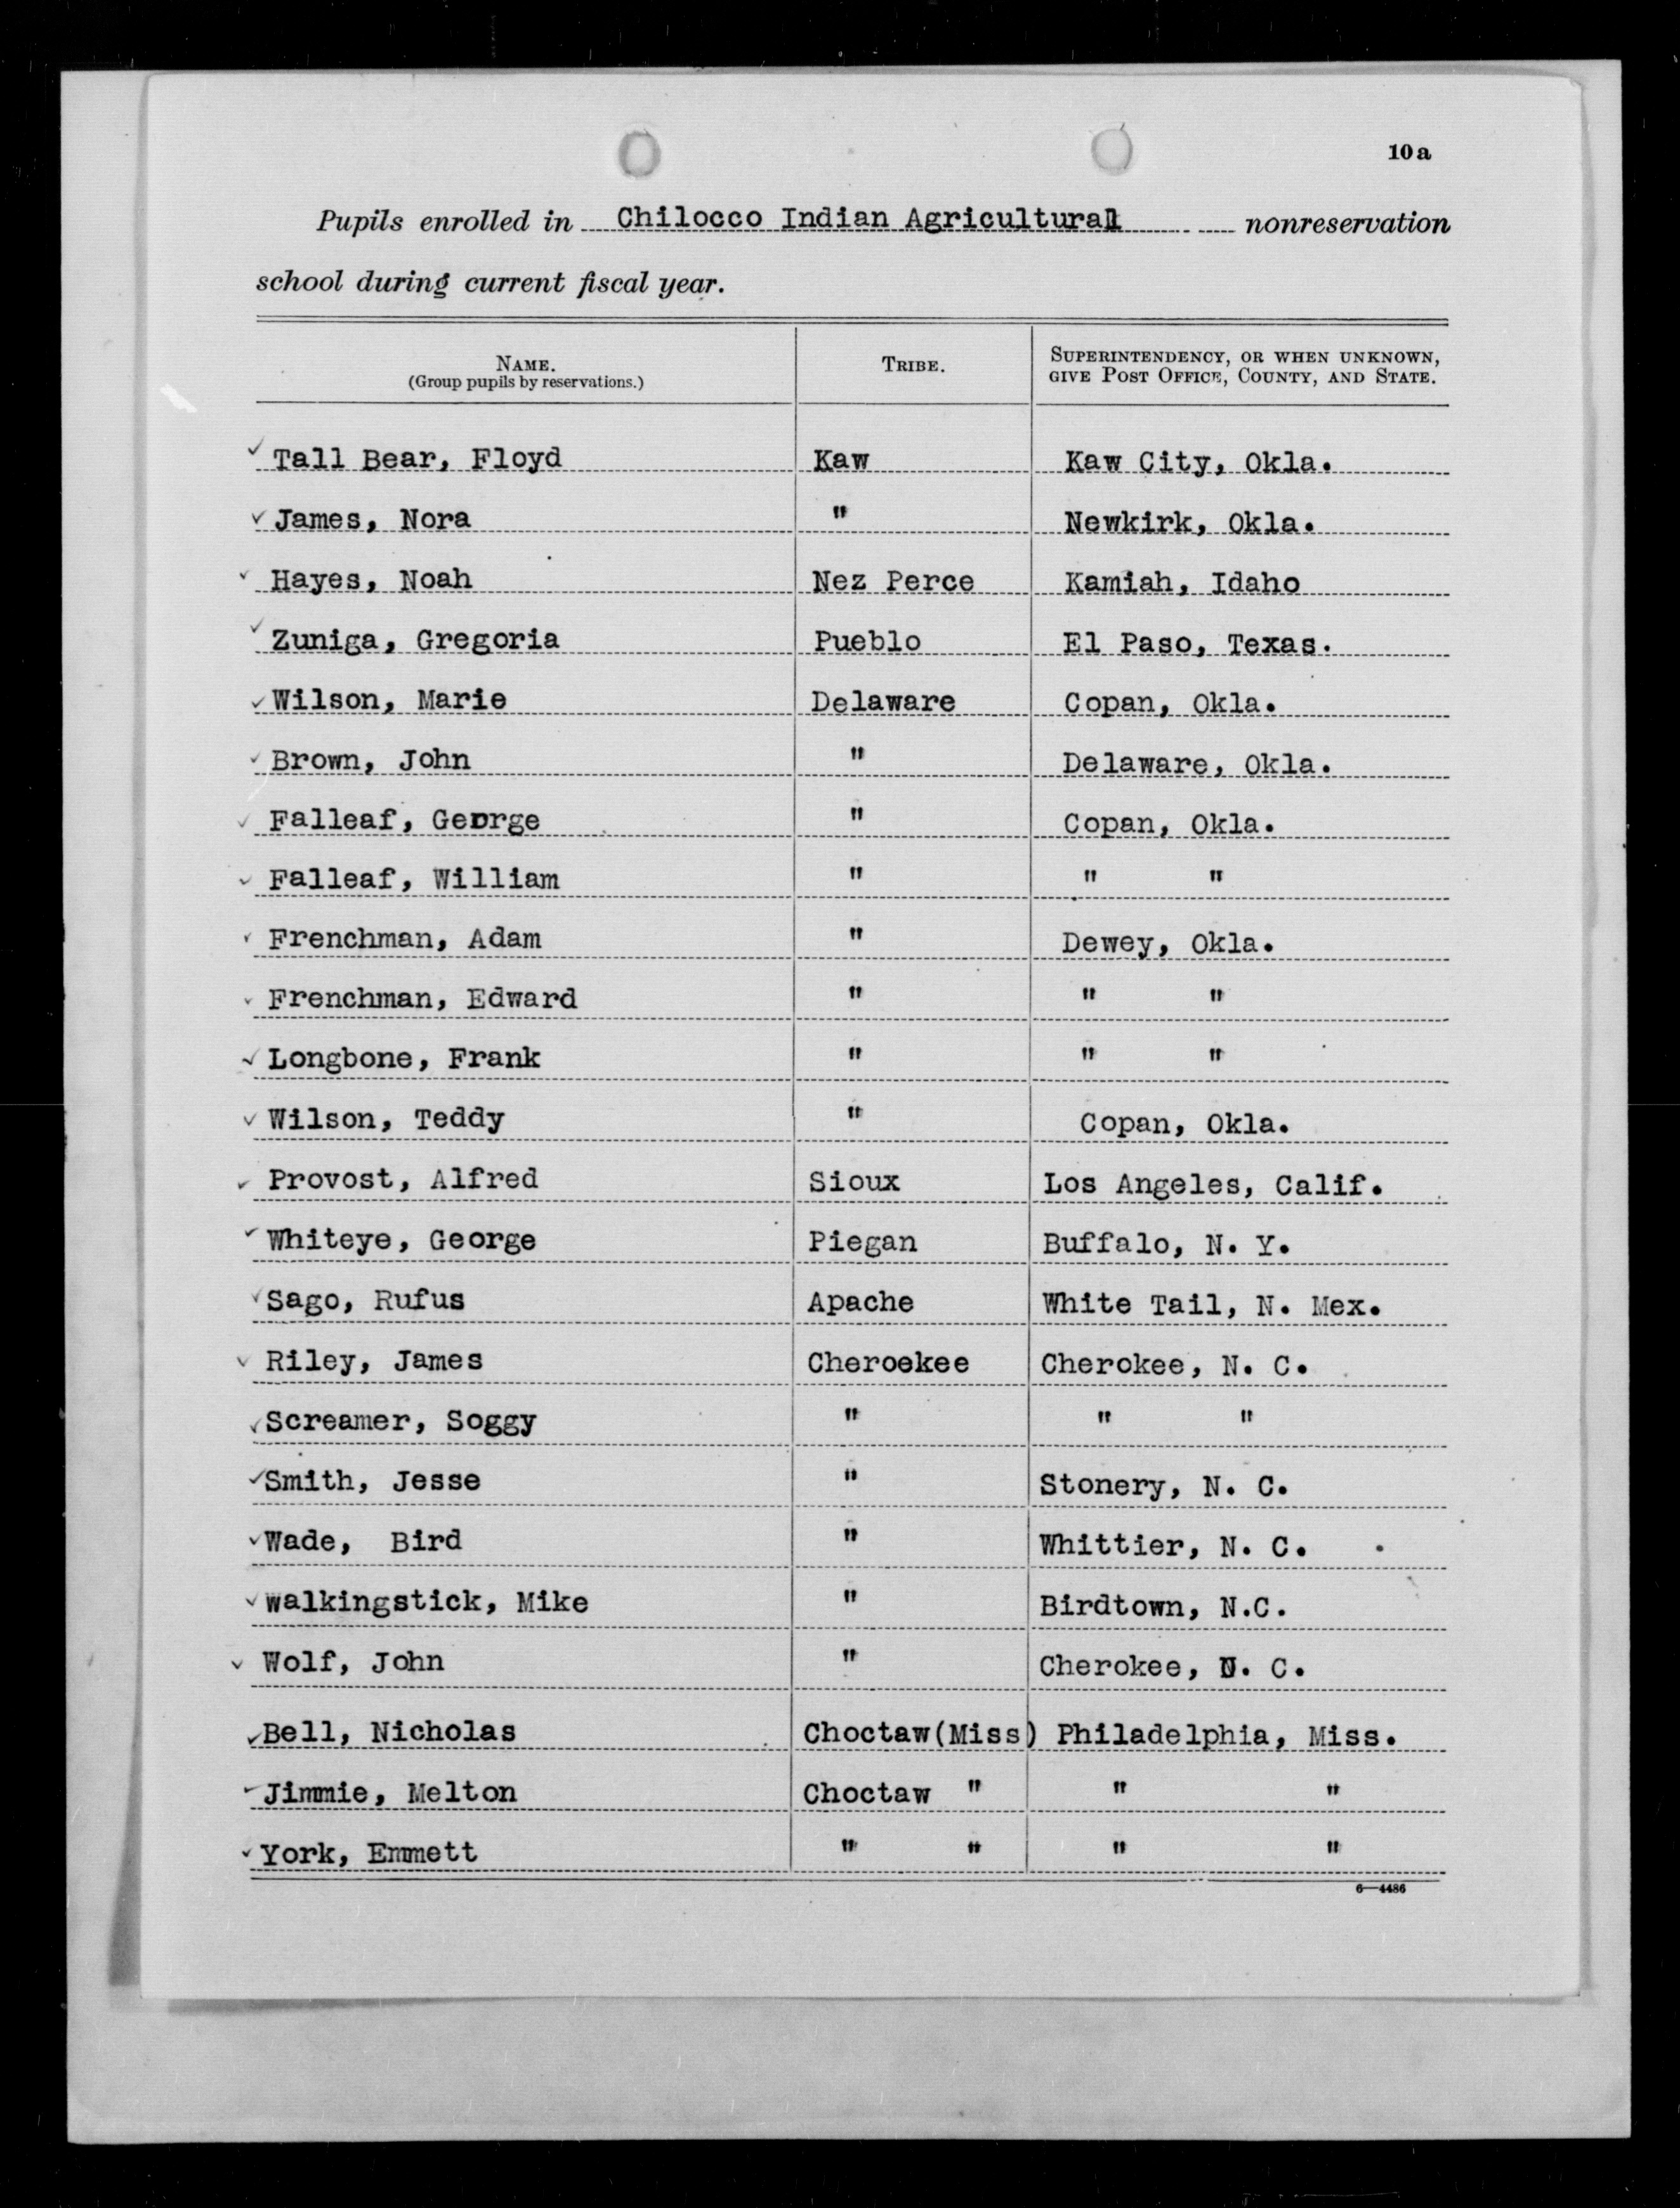 10a
Pupils enrolled in Chilocco Indian Agricultural nonreservation
school during current fiscal year.
NAME. TRIBE. SUPERINTENDENCY, OR WHEN UNKNOWN,
(Group pupils by reservations.) GIVE POST OFFICE, COUNTY, AND STATE.
✓ Tall Bear, Floyd Kaw Kaw City, Okla.
✓ James, Nora " Newkirk, Okla.
✓ Hayes, Noah Nez Perce Kamiah, Idaho
✓ Zuniga, Gregoria Pueblo El Paso, Texas.
✓ Wilson, Marie Delaware Copan, Okla.
✓ Brown, John " Delaware, Okla.
✓ Falleaf, George " Copan, Okla.
✓ Falleaf, William " " "
✓ Frenchman, Adam " Dewey, Okla.
✓ Frenchman, Edward " " "
✓ Longbone, Frank " " "
✓ Wilson, Teddy " Copan, Okla.
✓ Provost, Alfred Sioux Los Angeles, Calif.
✓ Whiteye, George Piegan Buffalo, N. Y.
✓ Sago, Rufus Apache White Tail, N. Mex.
✓ Riley, James Cheroekee Cherokee, N. C.
✓ Screamer, Soggy " " "
✓ Smith, Jesse " Stonery, N. C.
✓ Wade, Bird " Whittier, N. C.
✓ walkingstick, Mike " Birdtown, N.C.
✓ Wolf, John " Cherokee, N. C.
✓ Bell, Nicholas Choctaw(Miss) Philadelphia, Miss.
✓ Jimmie, Melton Choctaw " " "
✓ York, Emmett " " " "
6—4486